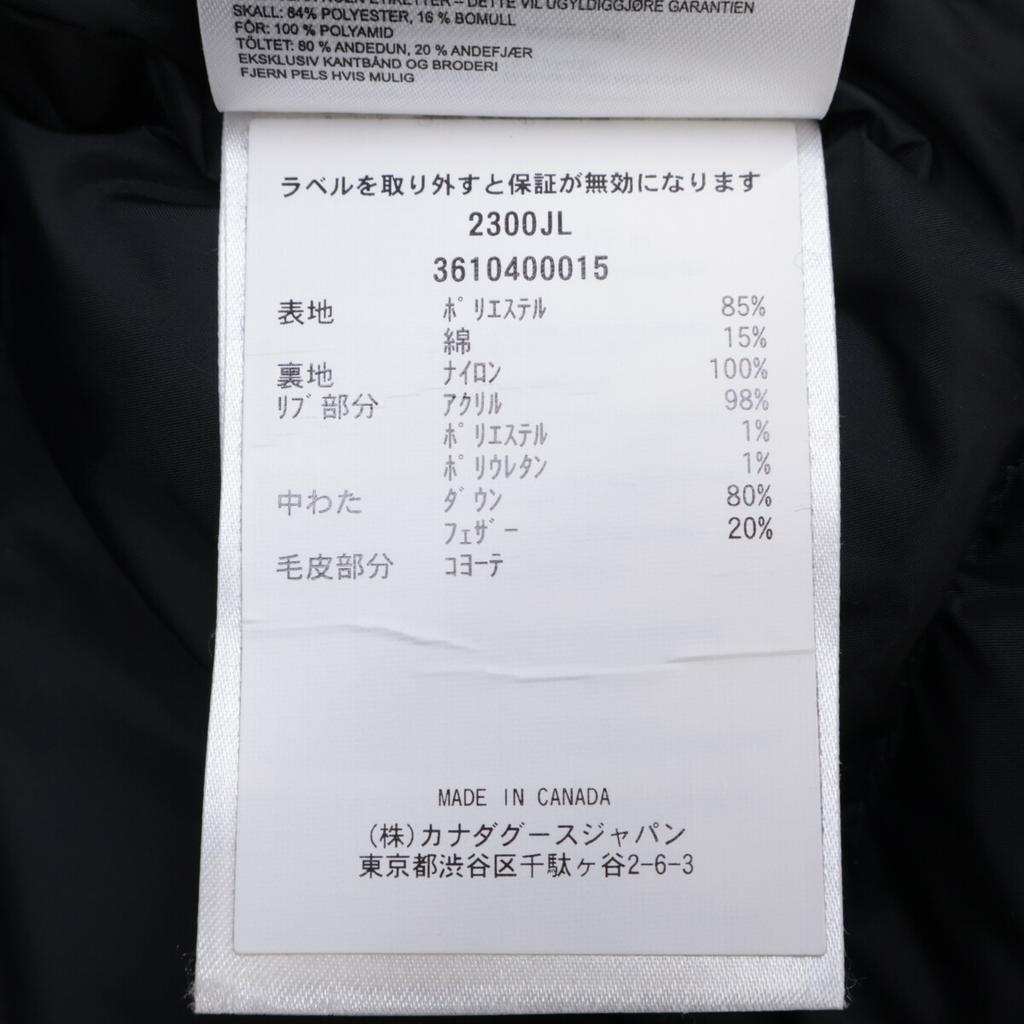 ETIKETTER – DETTE VIL UGYLDIGGJØRE GARANTIEN
SKALL: 84% POLYESTER, 16 % BOMULL
FÔR: 100 % POLYAMID
TÖLTET: 80 % ANDEDUN, 20 % ANDEFJÆR
EKSKLUSIV KANTBÅND OG BRODERI
FJERN PELS HVIS MULIG
ラベルを取り外すと保証が無効になります
2300JL
3610400015
表地 ﾎﾟﾘｴｽﾃﾙ 85%
綿 15%
裏地 ﾅｲﾛﾝ 100%
ﾘﾌﾞ部分 ｱｸﾘﾙ 98%
ﾎﾟﾘｴｽﾃﾙ 1%
ﾎﾟﾘｳﾚﾀﾝ 1%
中わた ﾀﾞｳﾝ 80%
ﾌｪｻﾞｰ 20%
毛皮部分 ｺﾖｰﾃ
MADE IN CANADA
(株)カナダグースジャパン
東京都渋谷区千駄ヶ谷2-6-3